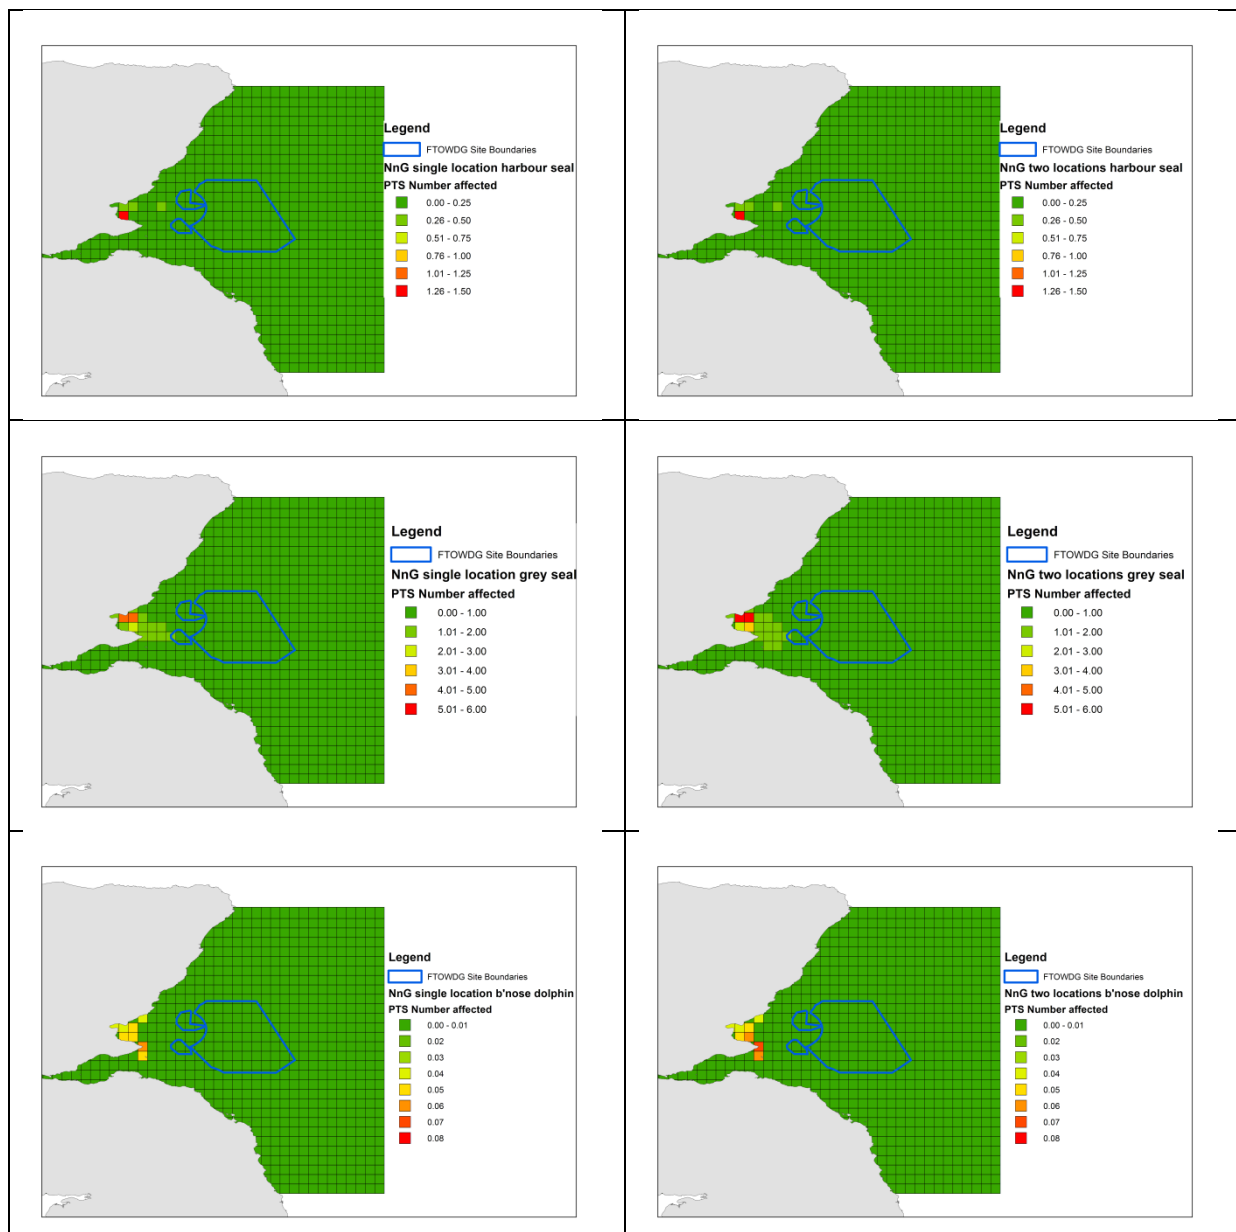 Legend
FTOWDG Site Boundaries
NnG single location harbour seal
PTS Number affected
0.00 - 0.25
0.26 - 0.50
0.51 - 0.75
0.76 - 1.00
1.01 - 1.25
1.26 - 1.50
Legend
FTOWDG Site Boundaries
NnG two locations harbour seal
PTS Number affected
0.00 - 0.25
0.26 - 0.50
0.51 - 0.75
0.76 - 1.00
1.01 - 1.25
1.26 - 1.50
Legend
FTOWDG Site Boundaries
NnG single location grey seal
PTS Number affected
0.00 - 1.00
1.01 - 2.00
2.01 - 3.00
3.01 - 4.00
4.01 - 5.00
5.01 - 6.00
Legend
FTOWDG Site Boundaries
NnG two locations grey seal
PTS Number affected
0.00 - 1.00
1.01 - 2.00
2.01 - 3.00
3.01 - 4.00
4.01 - 5.00
5.01 - 6.00
Legend
FTOWDG Site Boundaries
NnG single location b'nose dolphin
PTS Number affected
0.00 - 0.01
0.02
0.03
0.04
0.05
0.06
0.07
0.08
Legend
FTOWDG Site Boundaries
NnG two locations b'nose dolphin
PTS Number affected
0.00 - 0.01
0.02
0.03
0.04
0.05
0.06
0.07
0.08